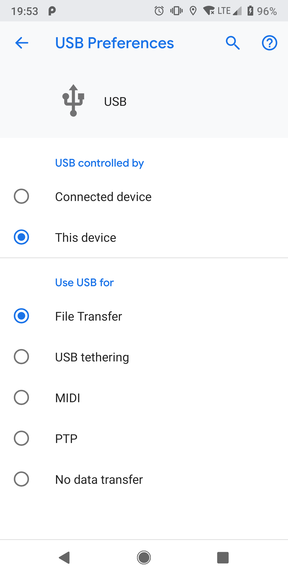 19:53 LTE 96%
USB Preferences
USB
USB controlled by
Connected device
This device
Use USB for
File Transfer
USB tethering
MIDI
PTP
No data transfer